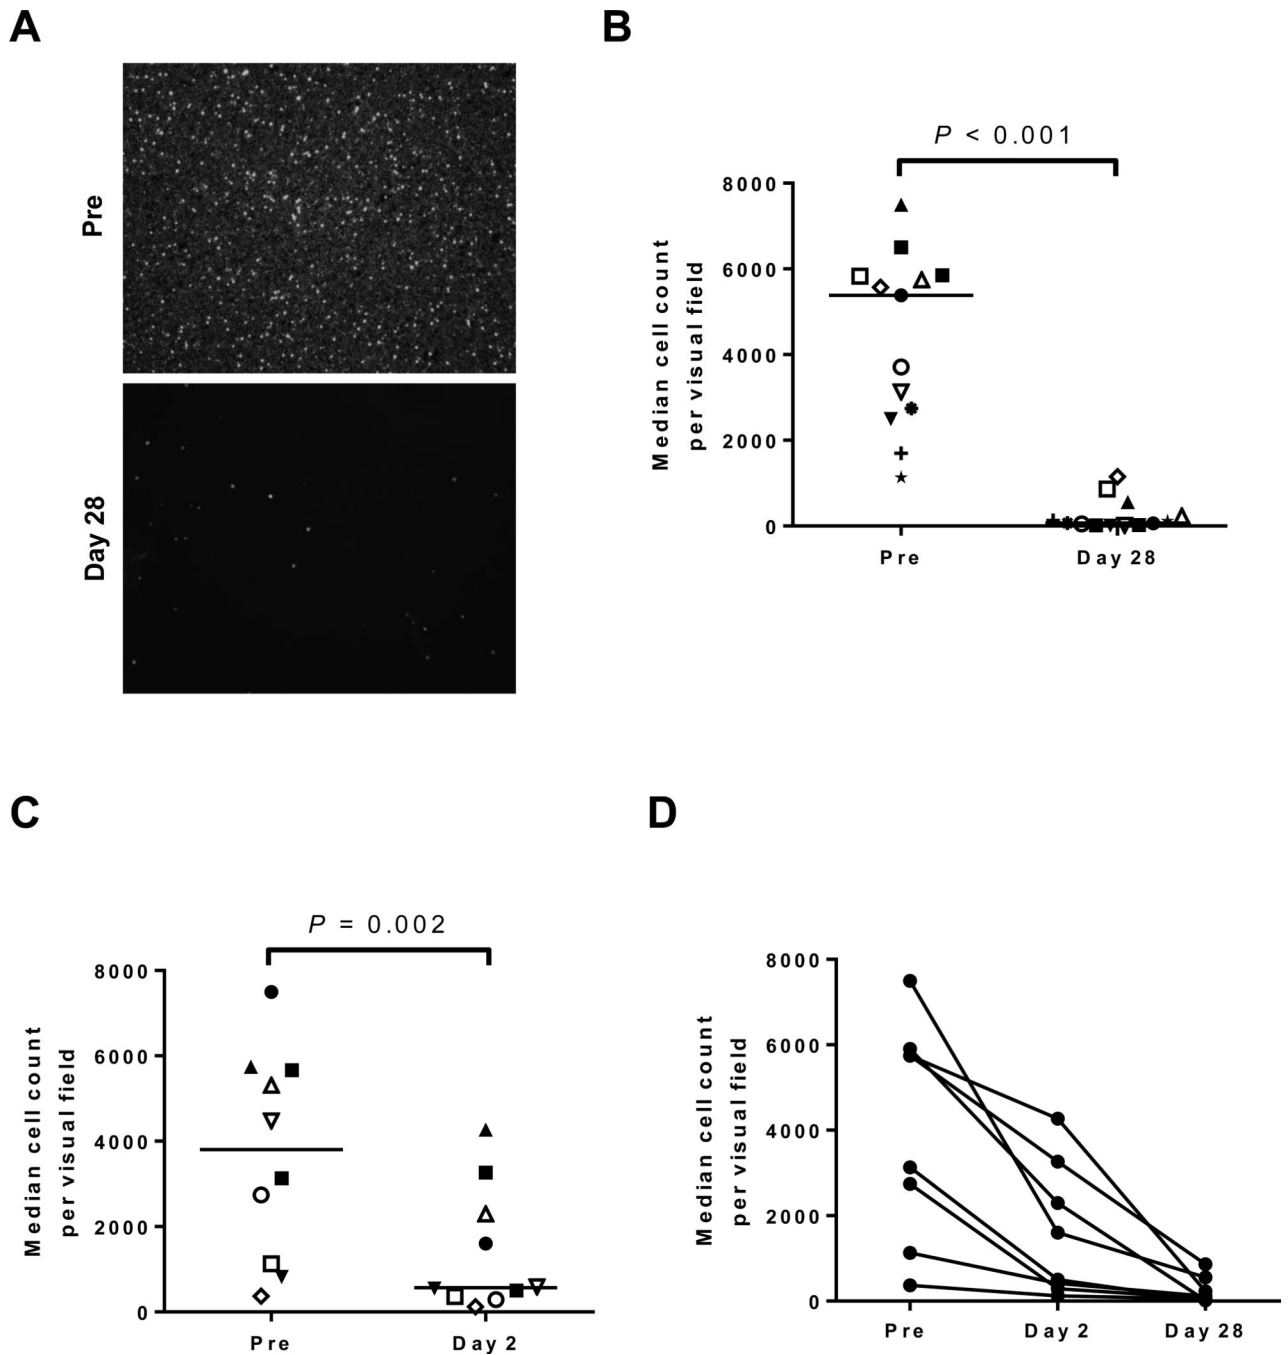 A
Pre
Day 28
B
P < 0.001
Median cell count
per visual field
8000
6000
4000
2000
0
Pre
Day 28
C
P = 0.002
Median cell count
per visual field
8000
6000
4000
2000
0
Pre
Day 2
D
Median cell count
per visual field
8000
6000
4000
2000
0
Pre
Day 2
Day 28